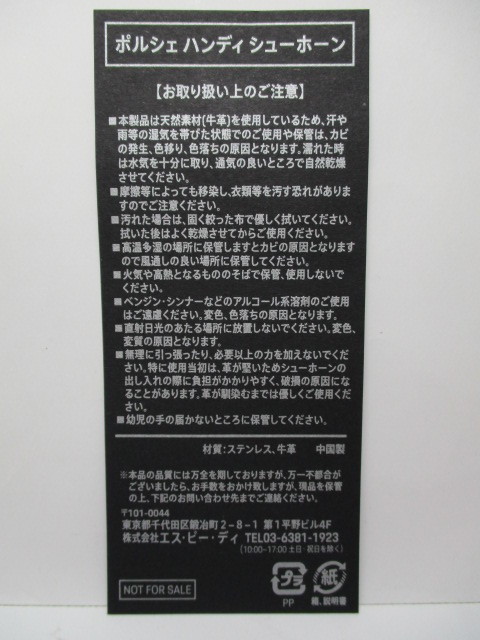 ポルシェ ハンディ シューホーン
【お取り扱い上のご注意】
■本製品は天然素材(牛革)を使用しているため、汗や
雨等の湿気を帯びた状態でのご使用や保管は、カビ
の発生、色移り、色落ちの原因となります。濡れた時
は水気を十分に取り、通気の良いところで自然乾燥
させてください。
■摩擦等によっても移染し、衣類等を汚す恐れがありま
すのでご注意ください。
■汚れた場合は、固く絞った布で優しく拭いてください。
拭いた後はよく乾燥させてからご使用ください。
■高温多湿の場所に保管しますとカビの原因となります
ので風通しの良い場所に保管してください。
■火気や高熱となるもののそばで保管、使用しないで
ください。
■ベンジン・シンナーなどのアルコール系溶剤のご使用
はご遠慮ください。変色、色落ちの原因となります。
■直射日光のあたる場所に放置しないでください。変色、
変質の原因となります。
■無理に引っ張ったり、必要以上の力を加えないでくだ
さい。特に使用当初は、革が堅いためシューホーンの
出し入れの際に負担がかかりやすく、破損の原因にな
ることがあります。革が馴染むまでは優しくご使用くだ
さい。
■幼児の手の届かないところに保管してください。
材質：ステンレス、牛革 中国製
※本品の品質には万全を期しておりますが、万一不都合が
ございましたら、お手数をおかけ致しますが、現品を保管
の上、下記のお問い合わせ先までご連絡ください。
〒101-0044
東京都千代田区鍛冶町2-8-1 第1平野ビル4F
株式会社エス・ピー・ディ TEL03-6381-1923
(10:00~17:00 土日・祝日を除く)
NOT FOR SALE
プラ
PP
紙
箱、説明書